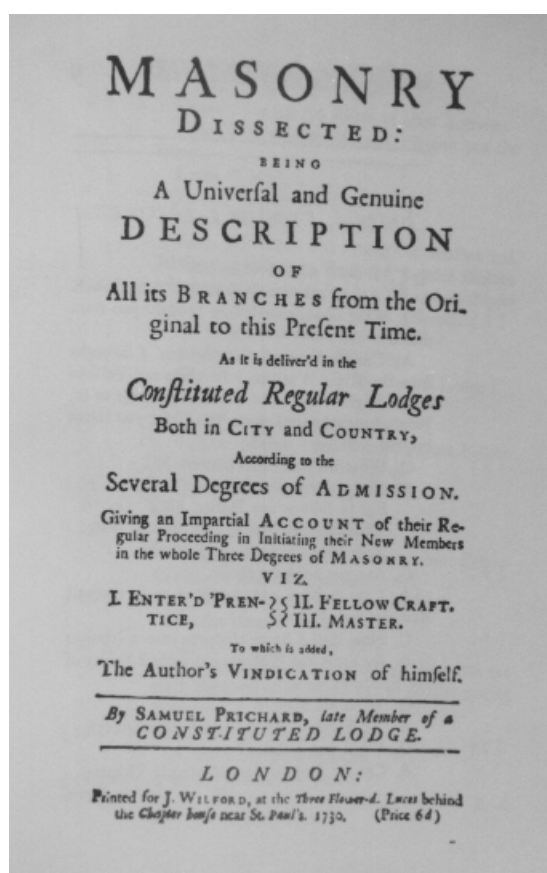 MASONRY
DISSECTED:
BEING
A Univerſal and Genuine
DESCRIPTION
OF
All its BRANCHES from the Ori-
ginal to this Preſent Time.
As it is deliver'd in the
Conſtituted Regular Lodges
Both in CITY and COUNTRY,
According to the
Several Degrees of ADMISSION.
Giving an Impartial ACCOUNT of their Re-
gular Proceeding in Initiating their New Members
in the whole Three Degrees of MASONRY.
VIZ.
I. ENTER'D 'PREN- II. FELLOW CRAFT.
TICE, III. MASTER.
To which is added,
The Author's VINDICATION of himſelf.
By SAMUEL PRICHARD, late Member of a
CONSTITUTED LODGE.
LONDON:
Printed for J. WILFORD, at the Three Flower-d. Luces behind
the Chapter houſe near St. Paul's. 1730. (Price 6d)